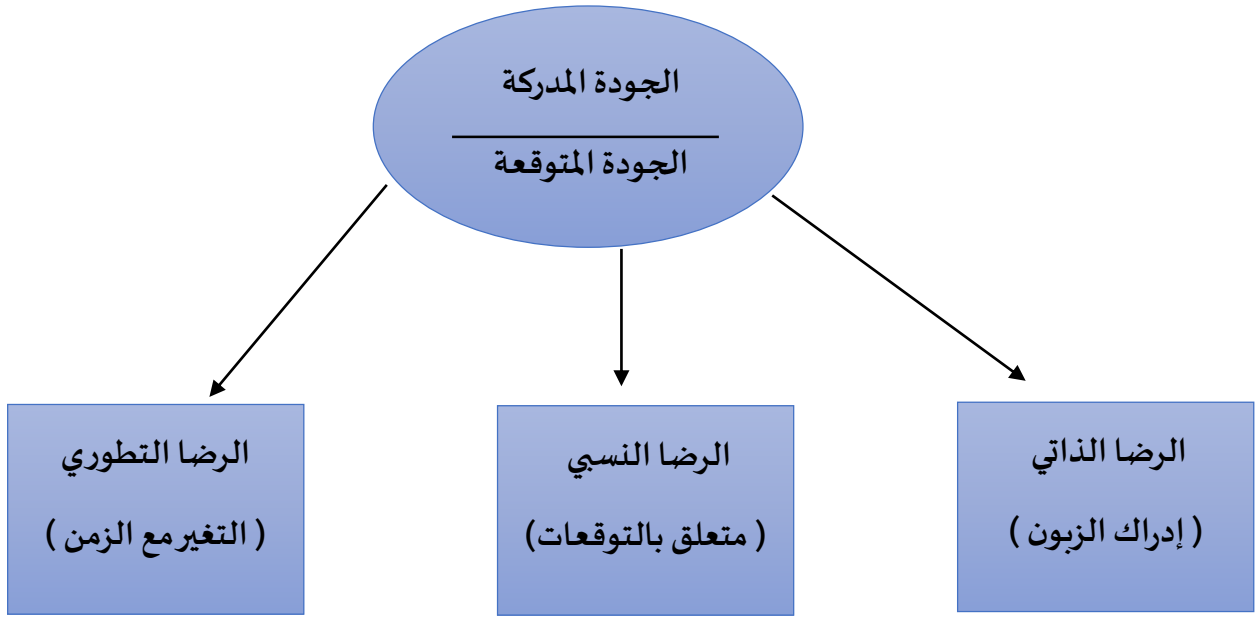 الجودة المدركة
الجودة المتوقعة
الرضا الذاتي
( إدراك الزبون )
الرضا النسبي
( متعلق بالتوقعات)
الرضا التطوري
( التغير مع الزمن )